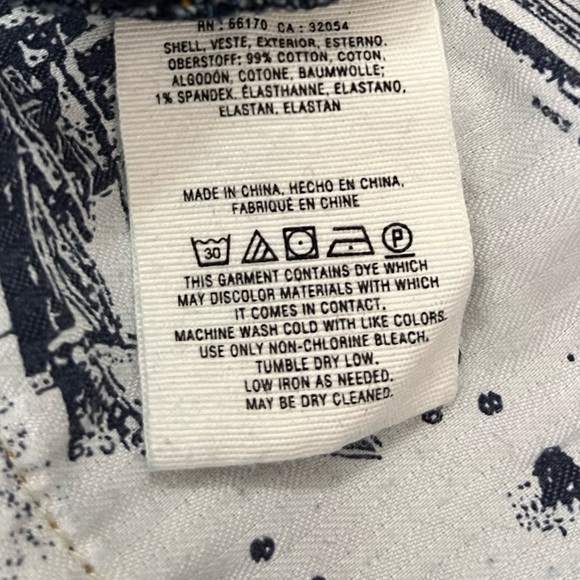 RN : 66170 CA : 32054
SHELL, VESTE, EXTERIOR, ESTERNO,
OBERSTOFF: 99% COTTON, COTON,
ALGODÓN, COTONE, BAUMWOLLE;
1% SPANDEX, ÉLASTHANNE, ELASTANO,
ELASTAN, ELASTAN
MADE IN CHINA, HECHO EN CHINA,
FABRIQUÉ EN CHINE
30 P
THIS GARMENT CONTAINS DYE WHICH
MAY DISCOLOR MATERIALS WITH WHICH
IT COMES IN CONTACT.
MACHINE WASH COLD WITH LIKE COLORS.
USE ONLY NON-CHLORINE BLEACH.
TUMBLE DRY LOW.
LOW IRON AS NEEDED.
MAY BE DRY CLEANED.